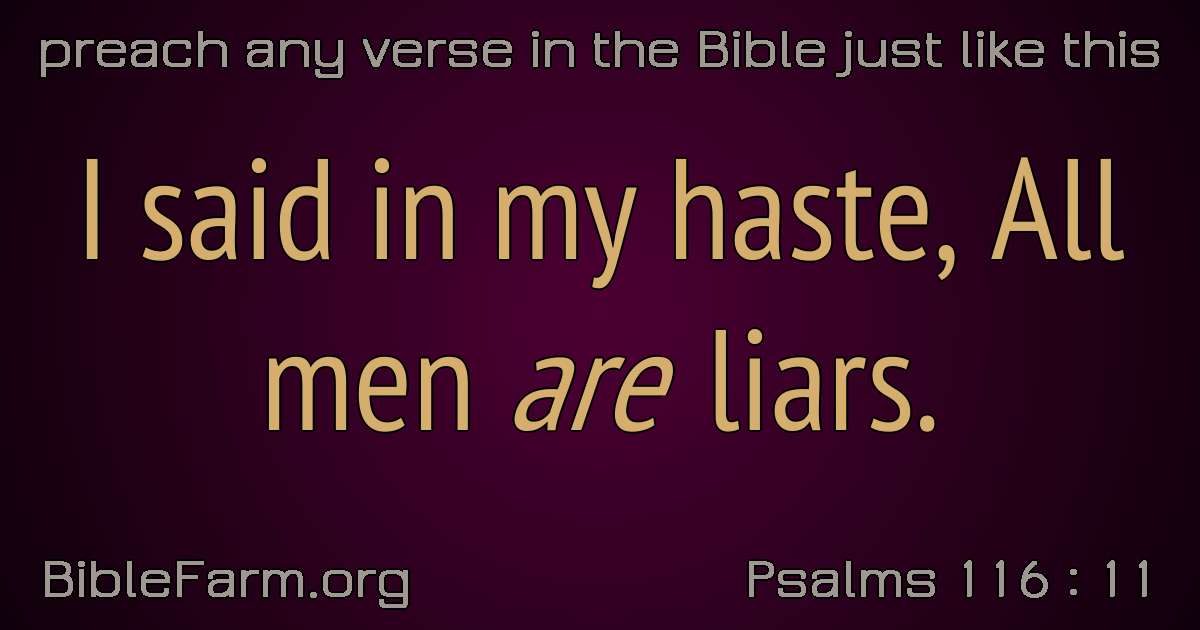 preach any verse in the Bible just like this
I said in my haste, All
men are liars.
BibleFarm.org
Psalms 116 : 11